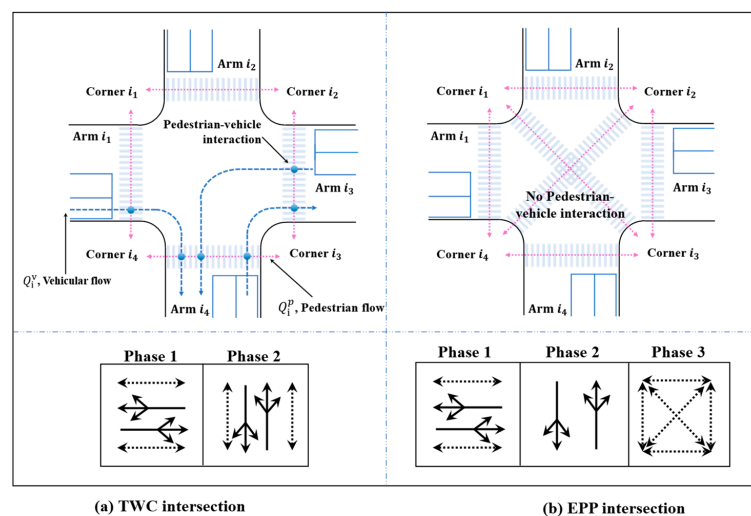 Arm i₂
Corner i₁
Corner i₂
Pedestrian-vehicle
interaction
Arm i₁
Arm i₃
Corner i₄
Corner i₃
Qᵢᵛ, Vehicular flow
Arm i₄
Qᵢᵖ, Pedestrian flow
Phase 1
Phase 2
(a) TWC intersection
Arm i₂
Corner i₁
Corner i₂
Arm i₁
Arm i₃
No Pedestrian-
vehicle interaction
Corner i₄
Corner i₃
Arm i₄
Phase 1
Phase 2
Phase 3
(b) EPP intersection